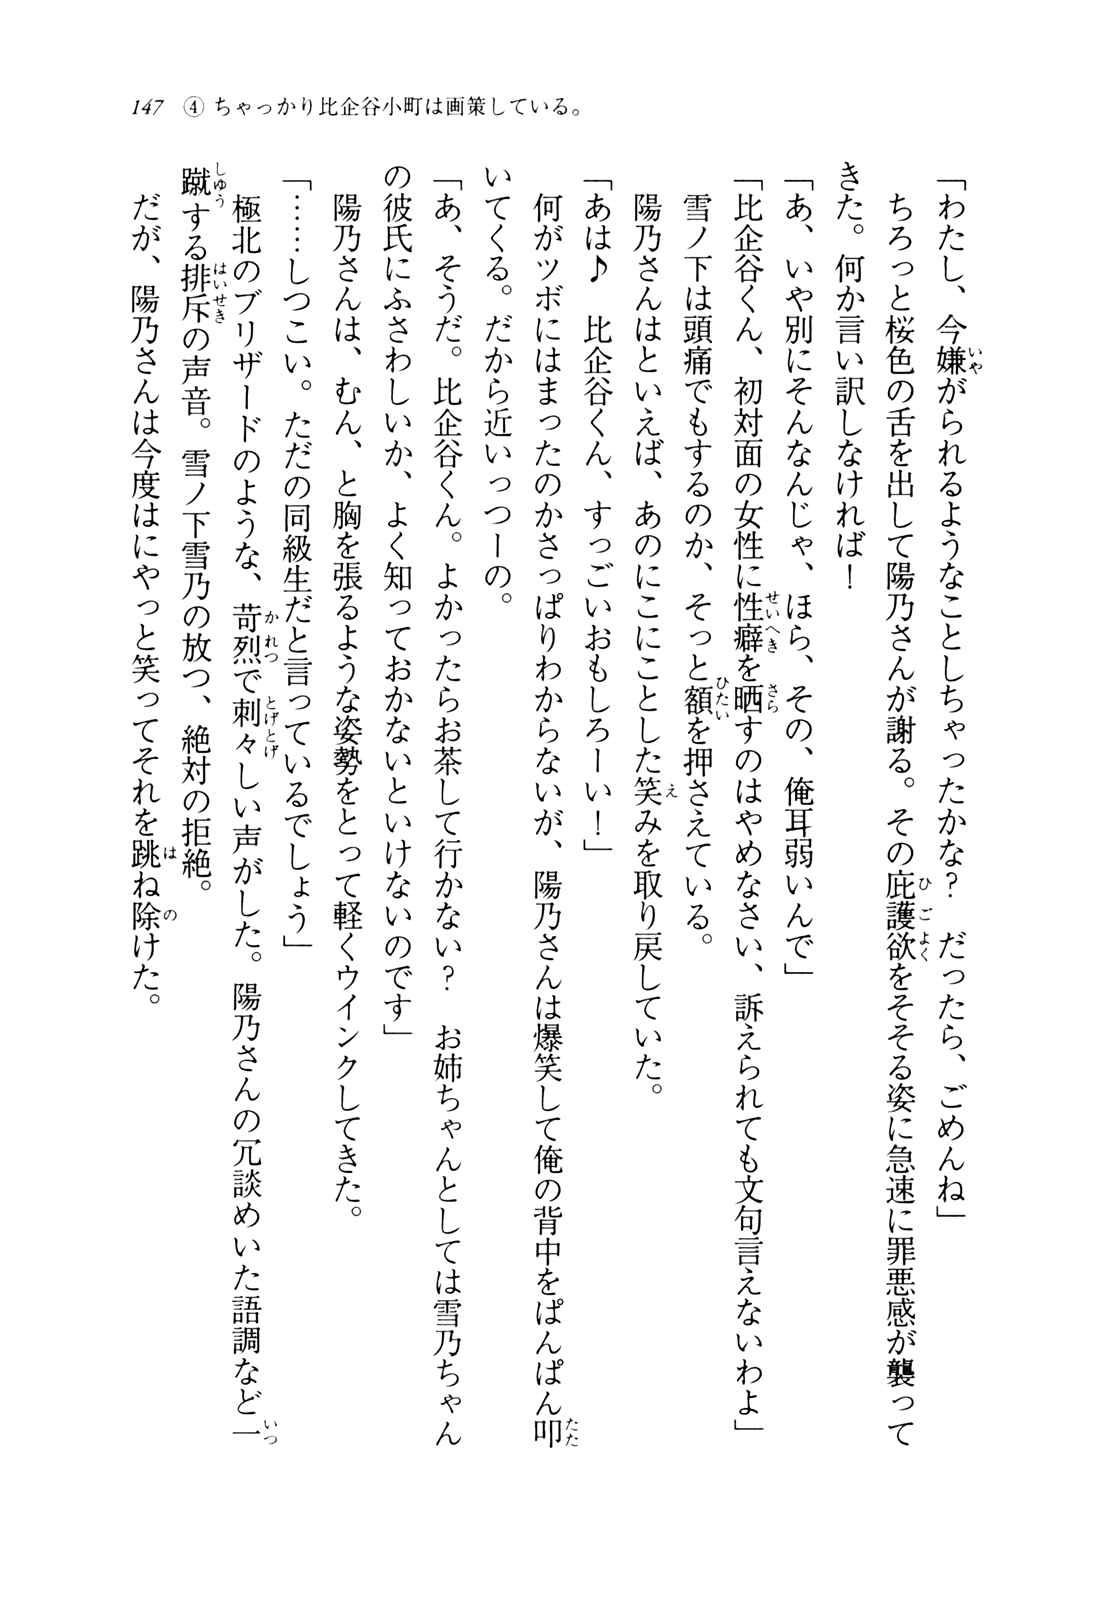 147 ④ ちゃっかり比企谷小町は画策している。
「わたし、今嫌がられるようなことしちゃったかな？　だったら、ごめんね」
　ちろっと桜色の舌を出して陽乃さんが謝る。その庇護欲をそそる姿に急速に罪悪感が襲って
きた。何か言い訳しなければ！
「あ、いや別にそんなんじゃ、ほら、その、俺耳弱いんで」
「比企谷くん、初対面の女性に性癖を晒すのはやめなさい、訴えられても文句言えないわよ」
　雪ノ下は頭痛でもするのか、そっと額を押さえている。
　陽乃さんはといえば、あのにこにことした笑みを取り戻していた。
「あは♪　比企谷くん、すっごいおもしろーい！」
　何がツボにはまったのかさっぱりわからないが、陽乃さんは爆笑して俺の背中をぱんぱん叩
いてくる。だから近いっつーの。
「あ、そうだ。比企谷くん。よかったらお茶して行かない？　お姉ちゃんとしては雪乃ちゃん
の彼氏にふさわしいか、よく知っておかないといけないのです」
　陽乃さんは、むん、と胸を張るような姿勢をとって軽くウインクしてきた。
「……しつこい。ただの同級生だと言っているでしょう」
　極北のブリザードのような、苛烈で刺々しい声がした。陽乃さんの冗談めいた語調など一
蹴する排斥の声音。雪ノ下雪乃の放つ、絶対の拒絶。
　だが、陽乃さんは今度はにやっと笑ってそれを跳ね除けた。